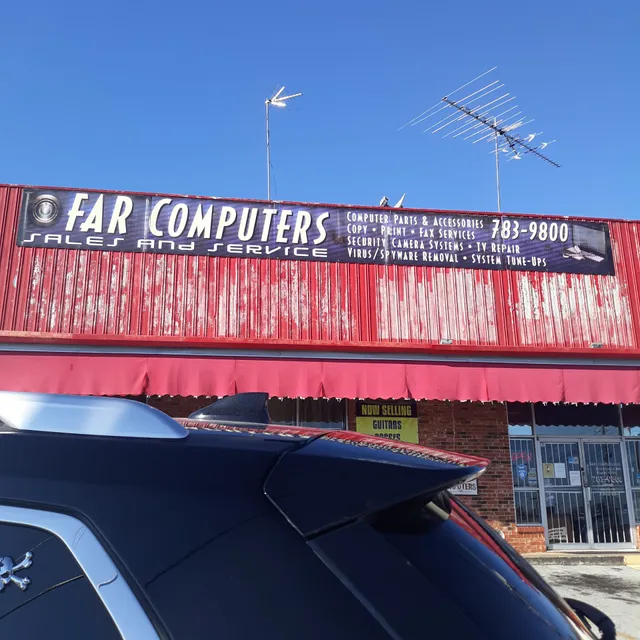 FAR COMPUTERS
SALES AND SERVICE
COMPUTER PARTS & ACCESSORIES
COPY • PRINT • FAX SERVICES
783-9800
SECURITY CAMERA SYSTEMS • TV REPAIR
VIRUS/SPYWARE REMOVAL • SYSTEM TUNE-UPS
NOW SELLING
GUITARS